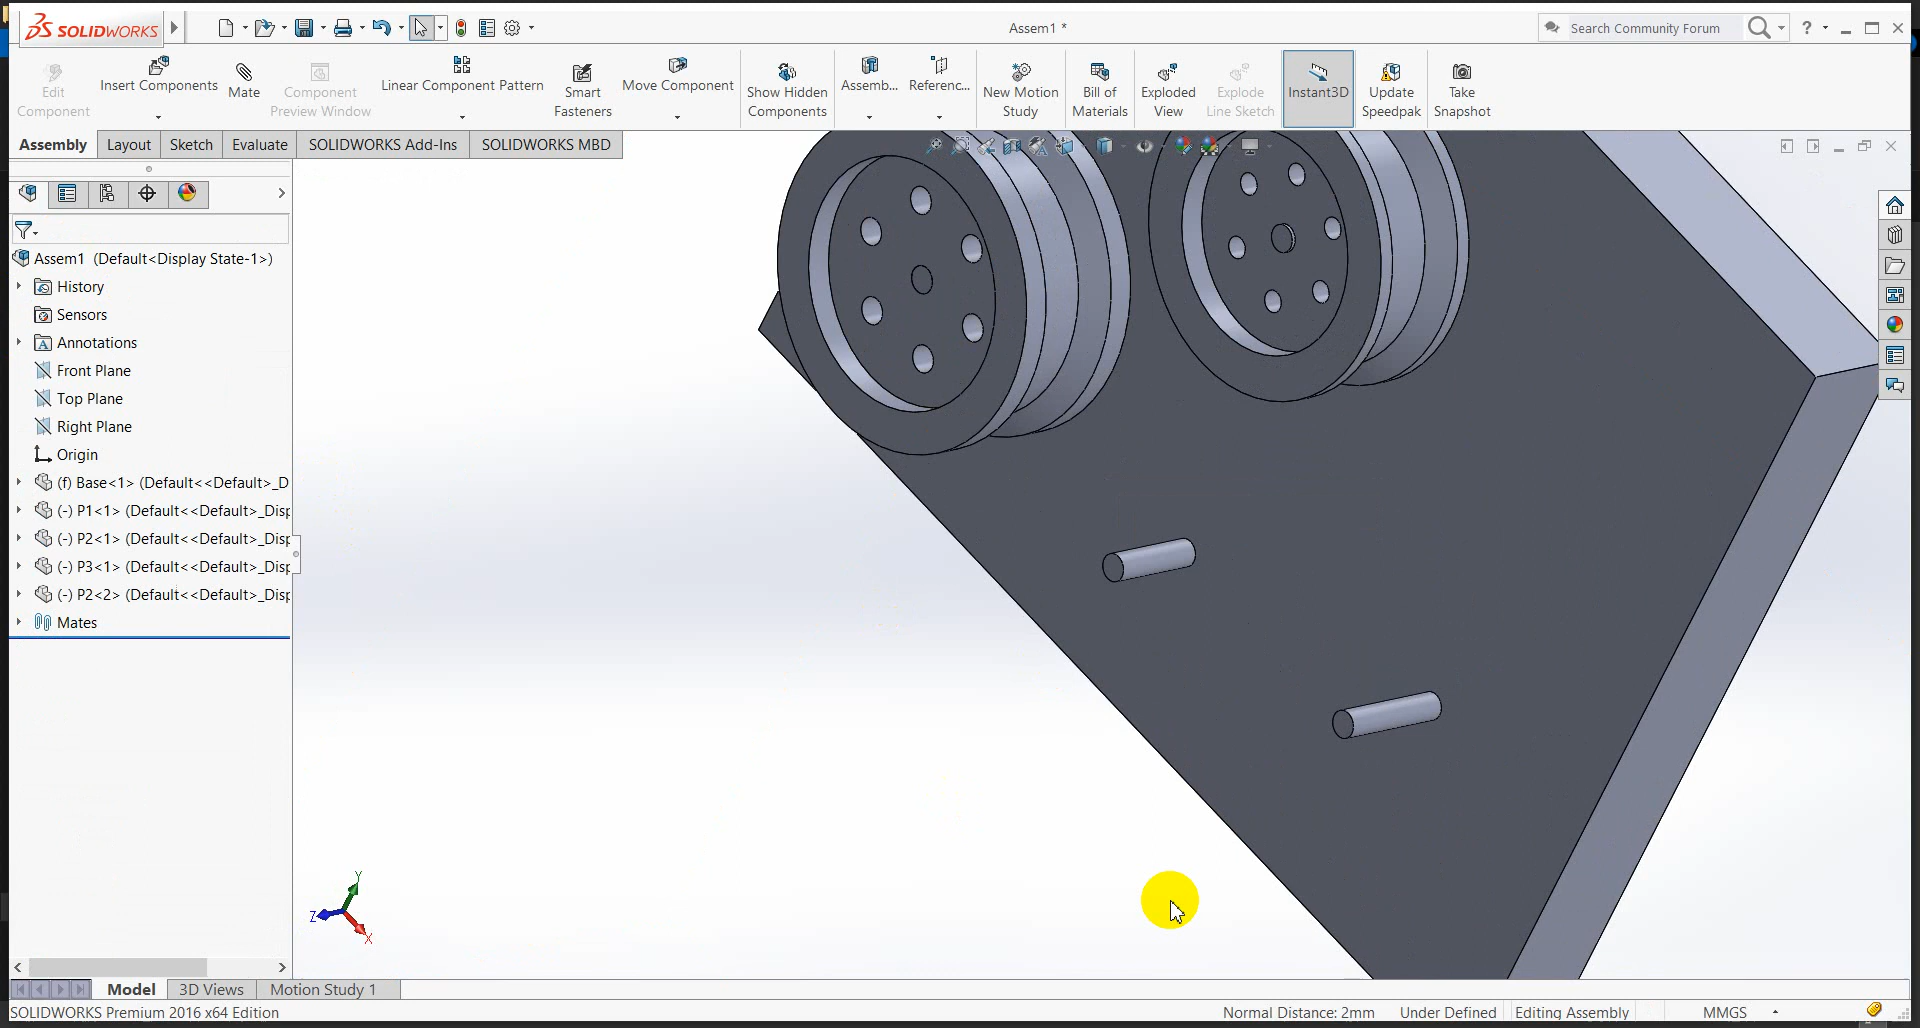 SOLIDWORKS
Assem1 *
Search Community Forum
?
Edit Component
Insert Components
Mate
Component Preview Window
Linear Component Pattern
Smart Fasteners
Move Component
Show Hidden Components
Assemb...
Referenc...
New Motion Study
Bill of Materials
Exploded View
Explode Line Sketch
Instant3D
Update Speedpak
Take Snapshot
Assembly
Layout
Sketch
Evaluate
SOLIDWORKS Add-Ins
SOLIDWORKS MBD
Assem1 (Default<Display State-1>)
History
Sensors
Annotations
Front Plane
Top Plane
Right Plane
Origin
(f) Base<1> (Default<<Default>_D
(-) P1<1> (Default<<Default>_Disp
(-) P2<1> (Default<<Default>_Disp
(-) P3<1> (Default<<Default>_Disp
(-) P2<2> (Default<<Default>_Disp
Mates
Y
Z
X
Model
3D Views
Motion Study 1
SOLIDWORKS Premium 2016 x64 Edition
Normal Distance: 2mm
Under Defined
Editing Assembly
MMGS